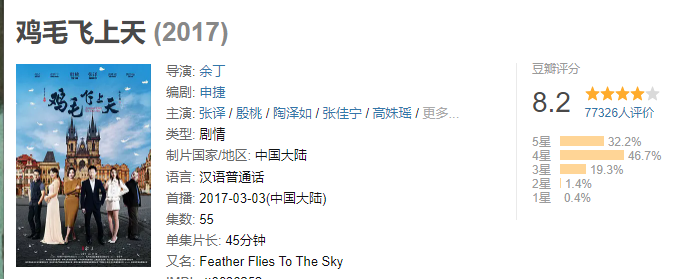 鸡毛飞上天 (2017)
鸡毛飞上天
导演: 余丁
编剧: 申捷
主演: 张译 / 殷桃 / 陶泽如 / 张佳宁 / 高姝瑶 / 更多...
类型: 剧情
制片国家/地区: 中国大陆
语言: 汉语普通话
首播: 2017-03-03(中国大陆)
集数: 55
单集片长: 45分钟
又名: Feather Flies To The Sky
豆瓣评分
8.2
77326人评价
5星 32.2%
4星 46.7%
3星 19.3%
2星 1.4%
1星 0.4%